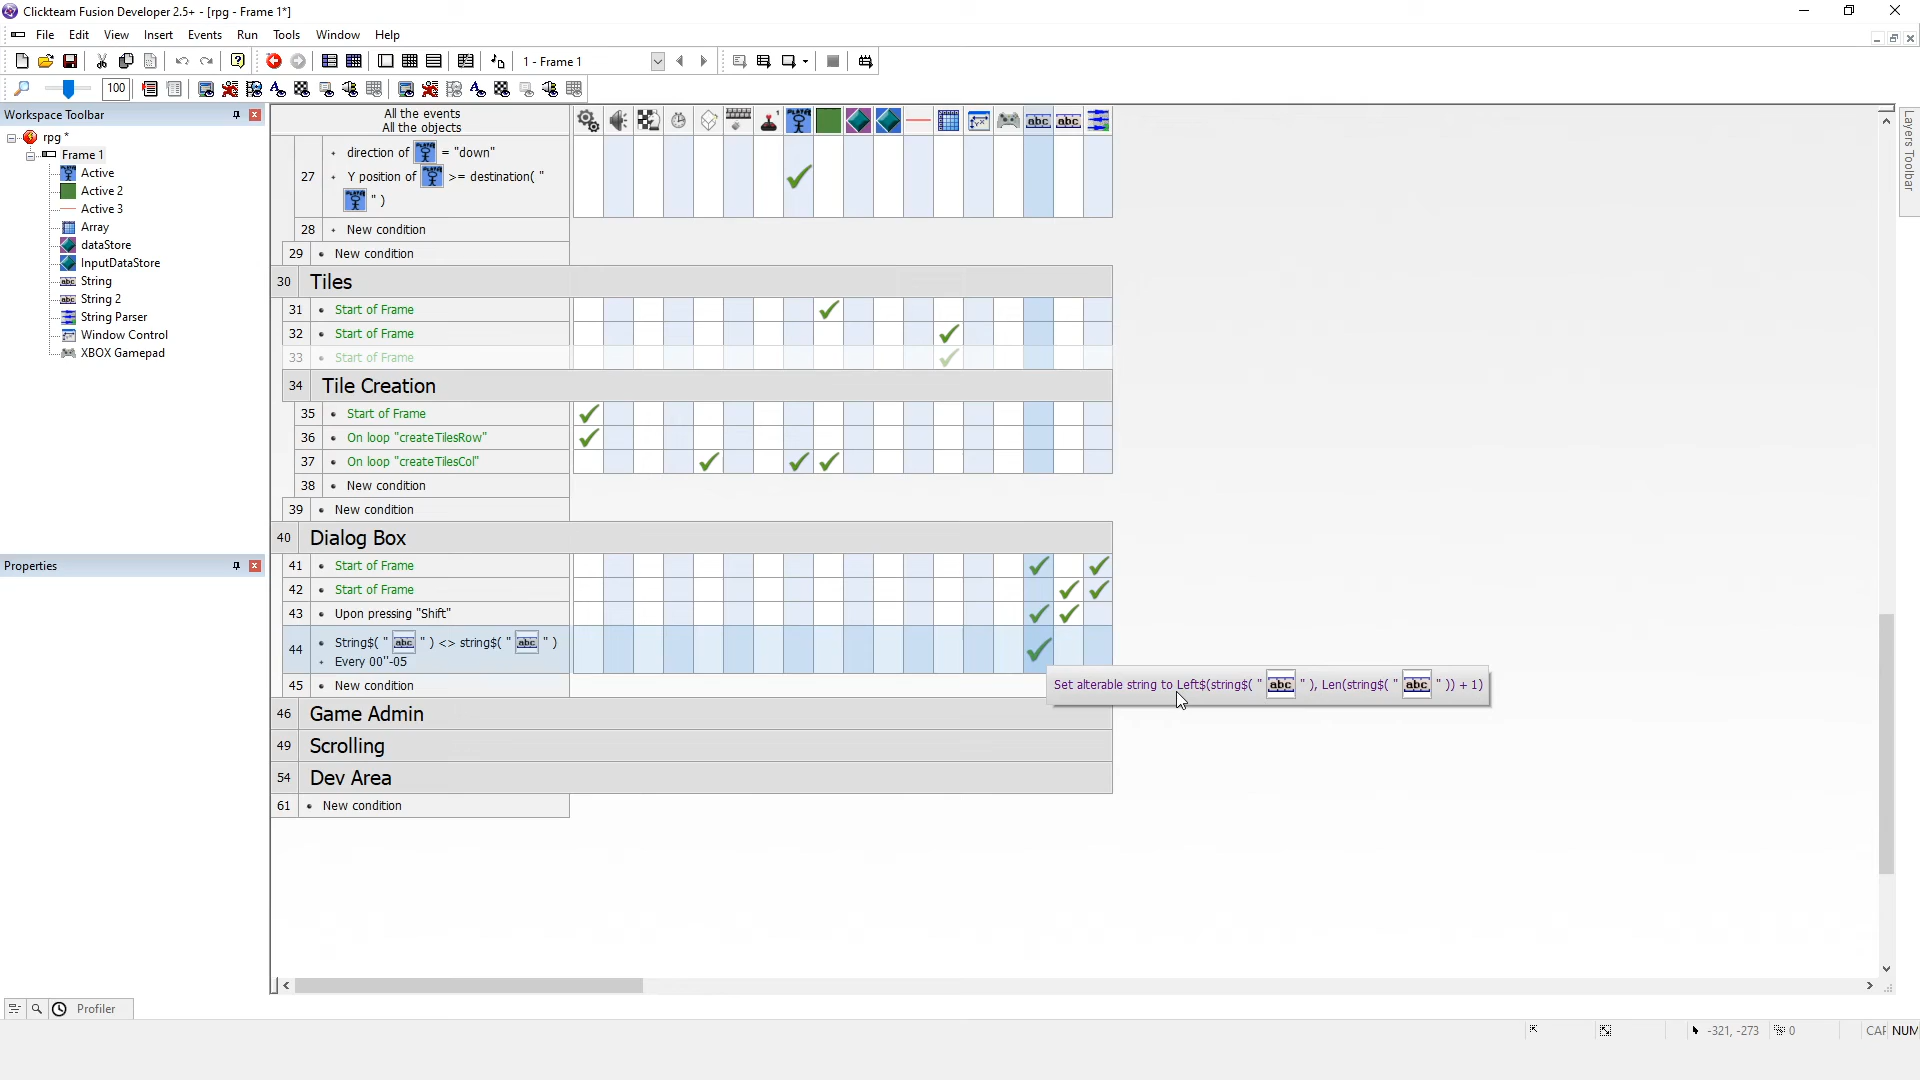 Clickteam Fusion Developer 2.5+ - [rpg - Frame 1*]
File Edit View Insert Events Run Tools Window Help
1 - Frame 1
100
Workspace Toolbar
rpg *
Frame 1
Active
Active 2
Active 3
Array
dataStore
InputDataStore
String
String 2
String Parser
Window Control
XBOX Gamepad
Properties
All the events
All the objects
abc abc
27 direction of = "down"
Y position of >= destination( "
" )
28 New condition
29 New condition
30 Tiles
31 Start of Frame
32 Start of Frame
33 Start of Frame
34 Tile Creation
35 Start of Frame
36 On loop "createTilesRow"
37 On loop "createTilesCol"
38 New condition
39 New condition
40 Dialog Box
41 Start of Frame
42 Start of Frame
43 Upon pressing "Shift"
44 String$( " abc " ) <> string$( " abc " )
Every 00''-05
45 New condition
Set alterable string to Left$(string$( " abc " ), Len(string$( " abc " )) + 1)
46 Game Admin
49 Scrolling
54 Dev Area
61 New condition
Layers Toolbar
Profiler
-321, -273
0
CAP NUM